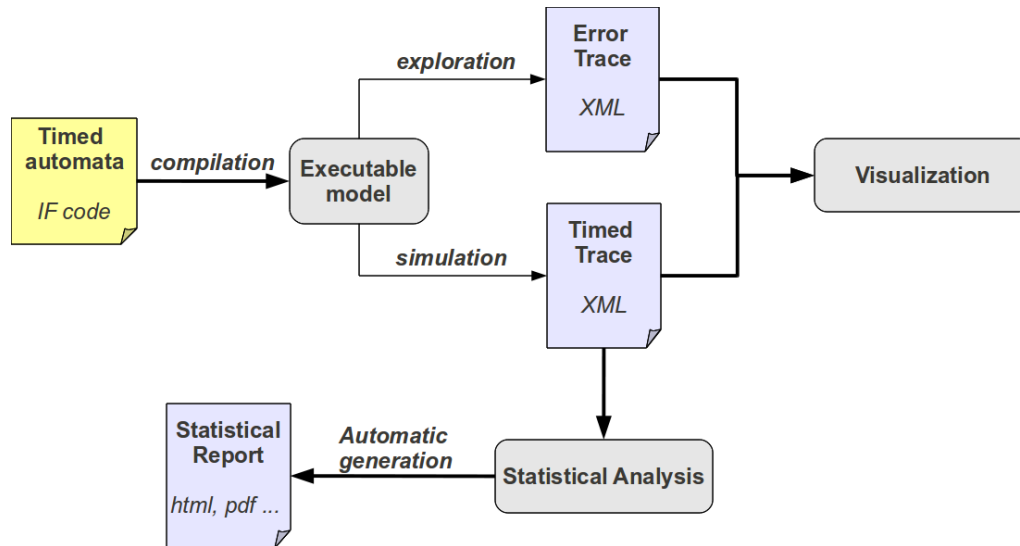 Timed
automata
IF code
compilation
Executable
model
exploration
Error
Trace
XML
simulation
Timed
Trace
XML
Visualization
Statistical Analysis
Automatic
generation
Statistical
Report
html, pdf ...